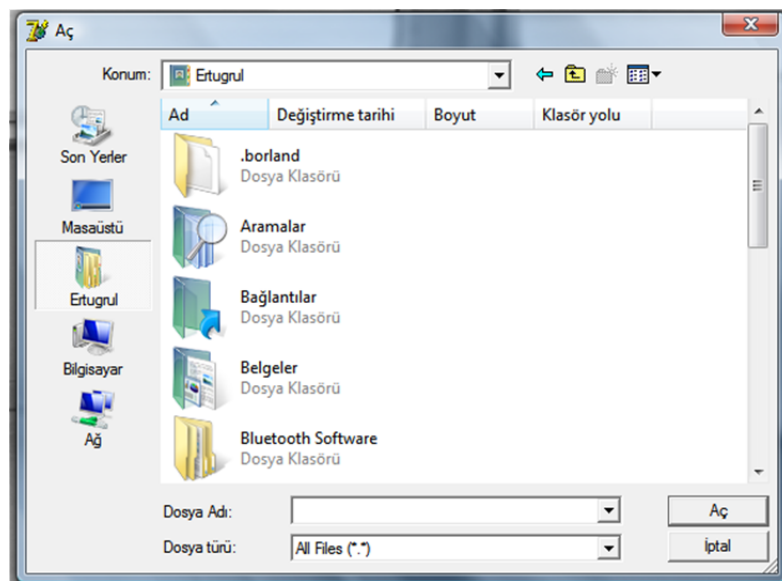 Aç
Konum: Ertugrul
Ad Değiştirme tarihi Boyut Klasör yolu
Son Yerler
Masaüstü
Ertugrul
Bilgisayar
Ağ
.borland
Dosya Klasörü
Aramalar
Dosya Klasörü
Bağlantılar
Dosya Klasörü
Belgeler
Dosya Klasörü
Bluetooth Software
Dosya Klasörü
Dosya Adı:
Aç
Dosya türü: All Files (*.*)
İptal